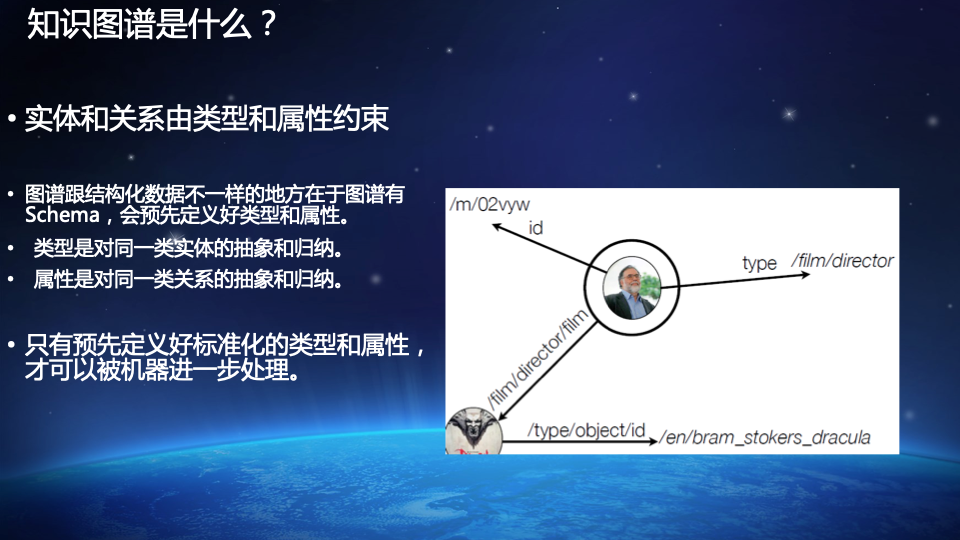 知识图谱是什么？
• 实体和关系由类型和属性约束
• 图谱跟结构化数据不一样的地方在于图谱有
Schema，会预先定义好类型和属性。
• 类型是对同一类实体的抽象和归纳。
• 属性是对同一类关系的抽象和归纳。
• 只有预先定义好标准化的类型和属性，
才可以被机器进一步处理。
/m/02vyw
id
type
/film/director
/film/director/film
/type/object/id
/en/bram_stokers_dracula